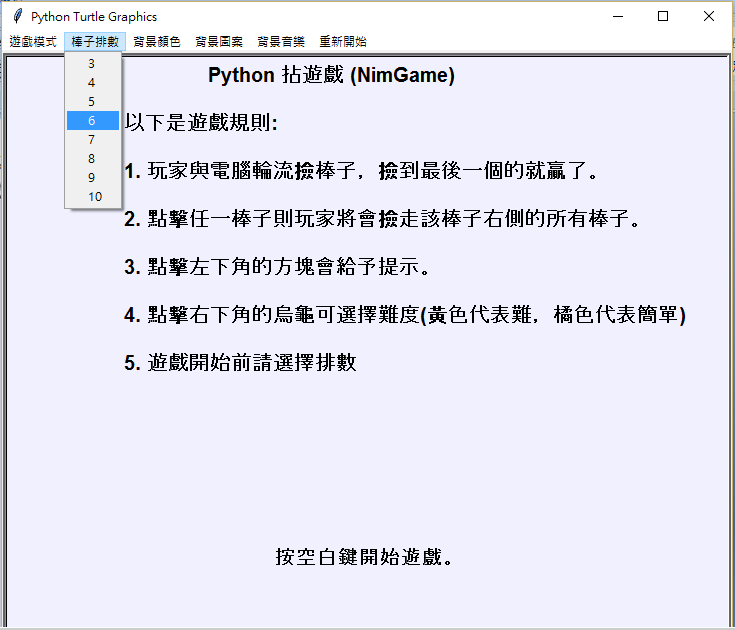 Python Turtle Graphics
遊戲模式 棒子排數 背景顏色 背景圖案 背景音樂 重新開始
3
4
5
6
7
8
9
10
Python 拈遊戲 (NimGame)
以下是遊戲規則:
1. 玩家與電腦輪流撿棒子，撿到最後一個的就贏了。
2. 點擊任一棒子則玩家將會撿走該棒子右側的所有棒子。
3. 點擊左下角的方塊會給予提示。
4. 點擊右下角的烏龜可選擇難度(黃色代表難，橘色代表簡單)
5. 遊戲開始前請選擇排數
按空白鍵開始遊戲。